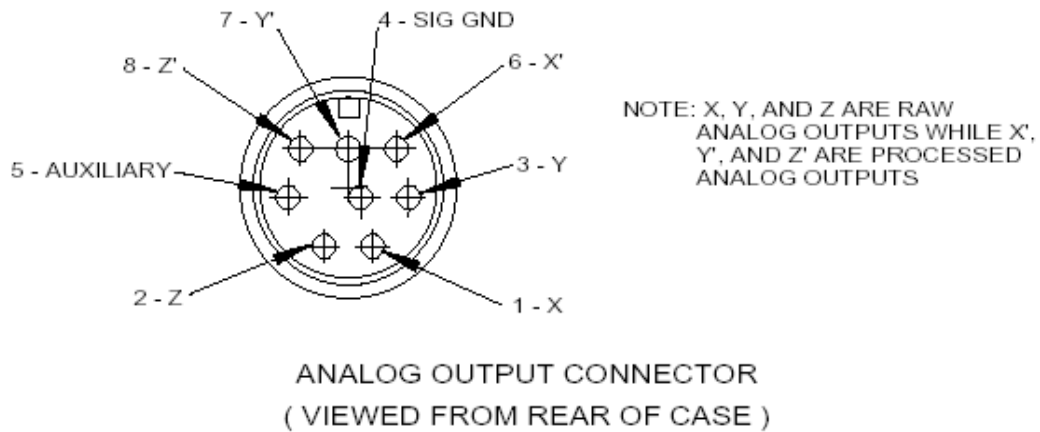 7 - Y'
4 - SIG GND
8 - Z'
6 - X'
5 - AUXILIARY
3 - Y
2 - Z
1 - X
NOTE: X, Y, AND Z ARE RAW
ANALOG OUTPUTS WHILE X',
Y', AND Z' ARE PROCESSED
ANALOG OUTPUTS
ANALOG OUTPUT CONNECTOR
( VIEWED FROM REAR OF CASE )